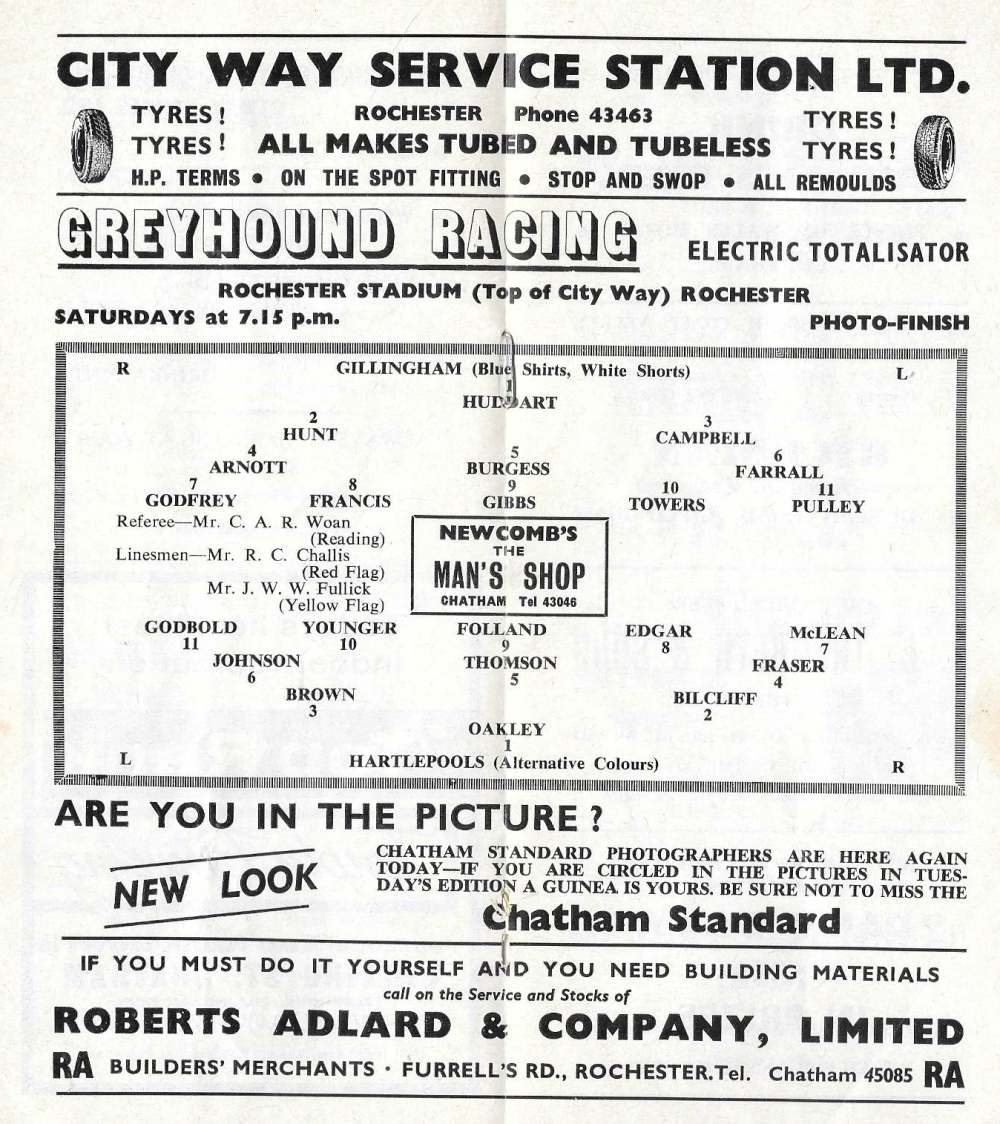 CITY WAY SERVICE STATION LTD.
TYRES! ROCHESTER Phone 43463 TYRES!
TYRES! ALL MAKES TUBED AND TUBELESS TYRES!
H.P. TERMS • ON THE SPOT FITTING • STOP AND SWOP • ALL REMOULDS
GREYHOUND RACING ELECTRIC TOTALISATOR
ROCHESTER STADIUM (Top of City Way) ROCHESTER
SATURDAYS at 7.15 p.m. PHOTO-FINISH
R GILLINGHAM (Blue Shirts, White Shorts) L
1
HUDDART
2 3
HUNT CAMPBELL
4 5 6
ARNOTT BURGESS FARRALL
7 8 9 10 11
GODFREY FRANCIS GIBBS TOWERS PULLEY
Referee—Mr. C. A. R. Woan
(Reading)
Linesmen—Mr. R. C. Challis
(Red Flag)
Mr. J. W. W. Fullick
(Yellow Flag)
NEWCOMB'S
THE
MAN'S SHOP
CHATHAM Tel 43046
GODBOLD YOUNGER FOLLAND EDGAR McLEAN
11 10 9 8 7
JOHNSON THOMSON FRASER
6 5 4
BROWN BILCLIFF
3 2
OAKLEY
1
L HARTLEPOOLS (Alternative Colours) R
ARE YOU IN THE PICTURE ?
NEW LOOK
CHATHAM STANDARD PHOTOGRAPHERS ARE HERE AGAIN
TODAY—IF YOU ARE CIRCLED IN THE PICTURES IN TUES-
DAY'S EDITION A GUINEA IS YOURS. BE SURE NOT TO MISS THE
Chatham Standard
IF YOU MUST DO IT YOURSELF AND YOU NEED BUILDING MATERIALS
call on the Service and Stocks of
ROBERTS ADLARD & COMPANY, LIMITED
RA BUILDERS' MERCHANTS · FURRELL'S RD., ROCHESTER.Tel. Chatham 45085 RA